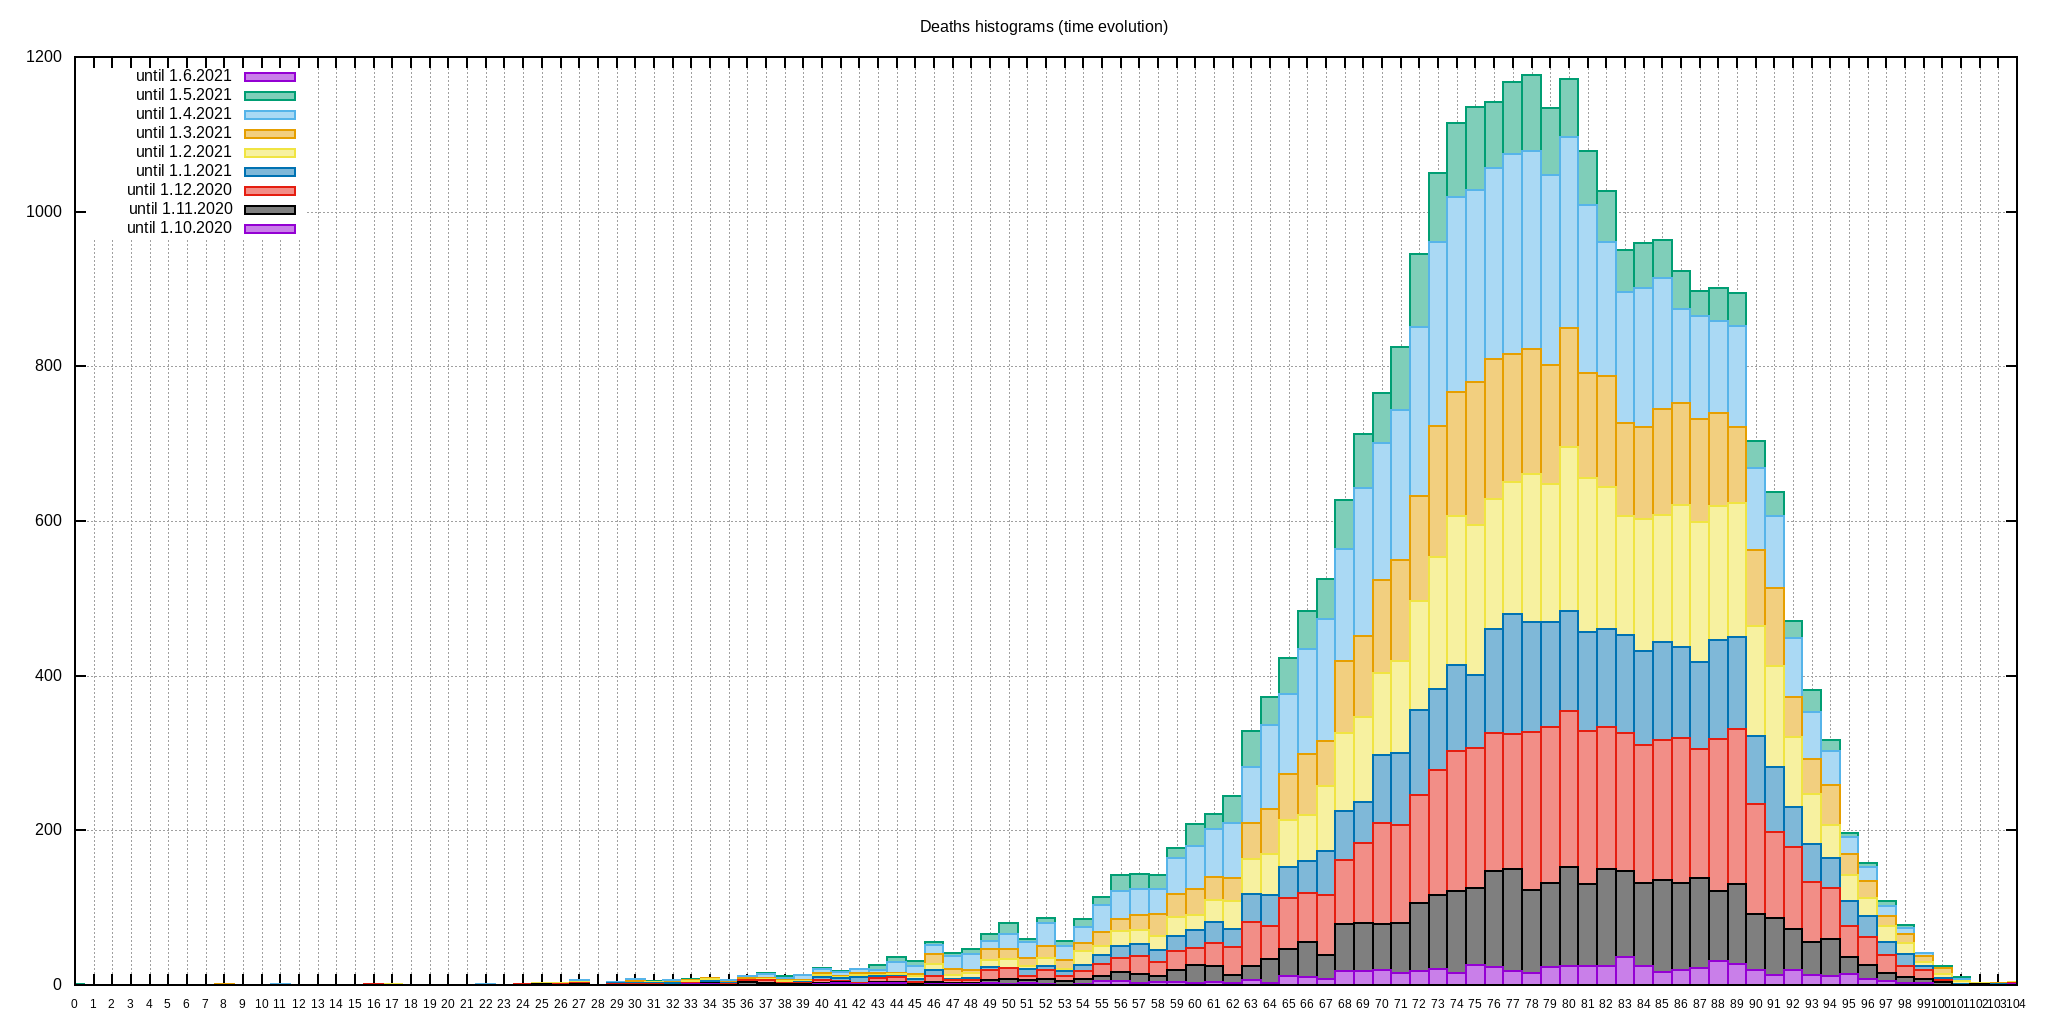 Deaths histograms (time evolution)
1200
1000
800
600
400
200
0
until 1.6.2021
until 1.5.2021
until 1.4.2021
until 1.3.2021
until 1.2.2021
until 1.1.2021
until 1.12.2020
until 1.11.2020
until 1.10.2020
0 1 2 3 4 5 6 7 8 9 10 11 12 13 14 15 16 17 18 19 20 21 22 23 24 25 26 27 28 29 30 31 32 33 34 35 36 37 38 39 40 41 42 43 44 45 46 47 48 49 50 51 52 53 54 55 56 57 58 59 60 61 62 63 64 65 66 67 68 69 70 71 72 73 74 75 76 77 78 79 80 81 82 83 84 85 86 87 88 89 90 91 92 93 94 95 96 97 98 99 100 101 102 103 104